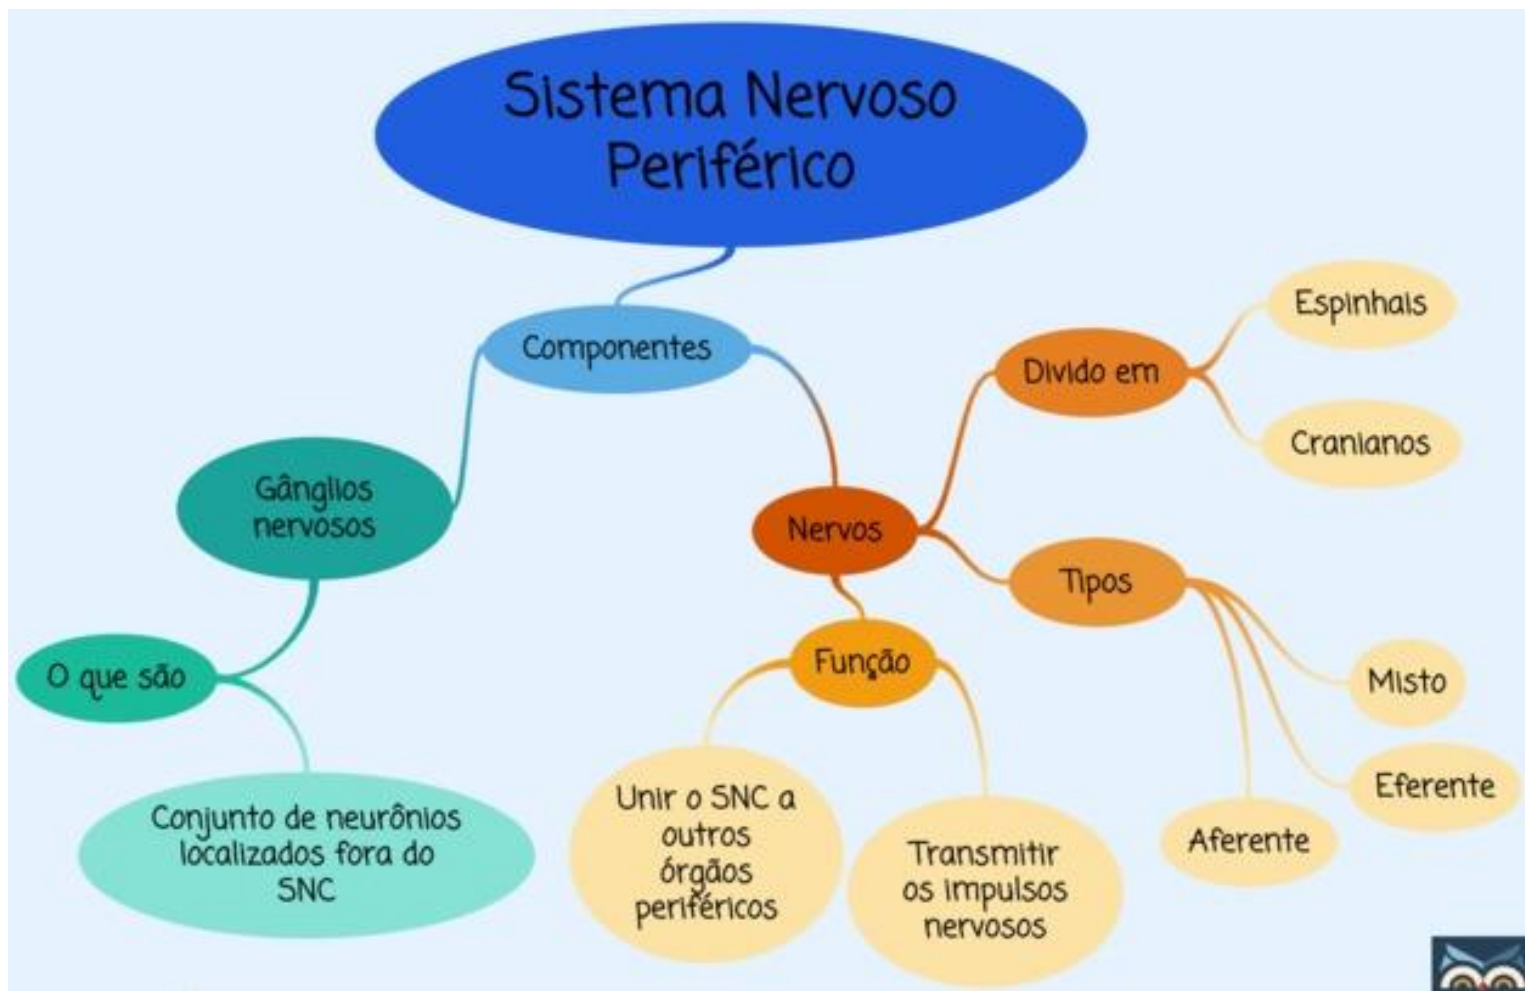 Sistema Nervoso
Periférico
Componentes
Gânglios
nervosos
O que são
Conjunto de neurônios
localizados fora do
SNC
Nervos
Divido em
Espinhais
Cranianos
Tipos
Misto
Eferente
Aferente
Função
Unir o SNC a
outros
órgãos
periféricos
Transmitir
os impulsos
nervosos